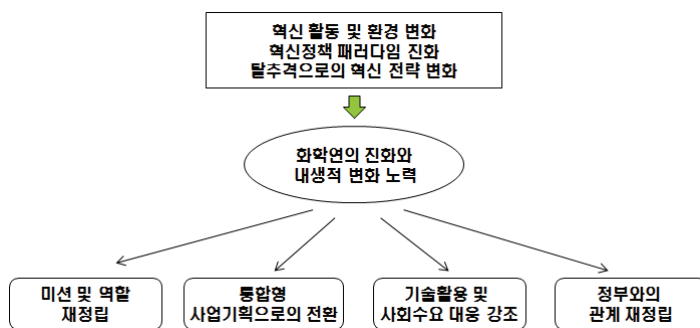 혁신 활동 및 환경 변화
혁신정책 패러다임 진화
탈추격으로의 혁신 전략 변화
화학연의 진화와
내생적 변화 노력
미션 및 역할
재정립
통합형
사업기획으로의 전환
기술활용 및
사회수요 대응 강조
정부와의
관계 재정립